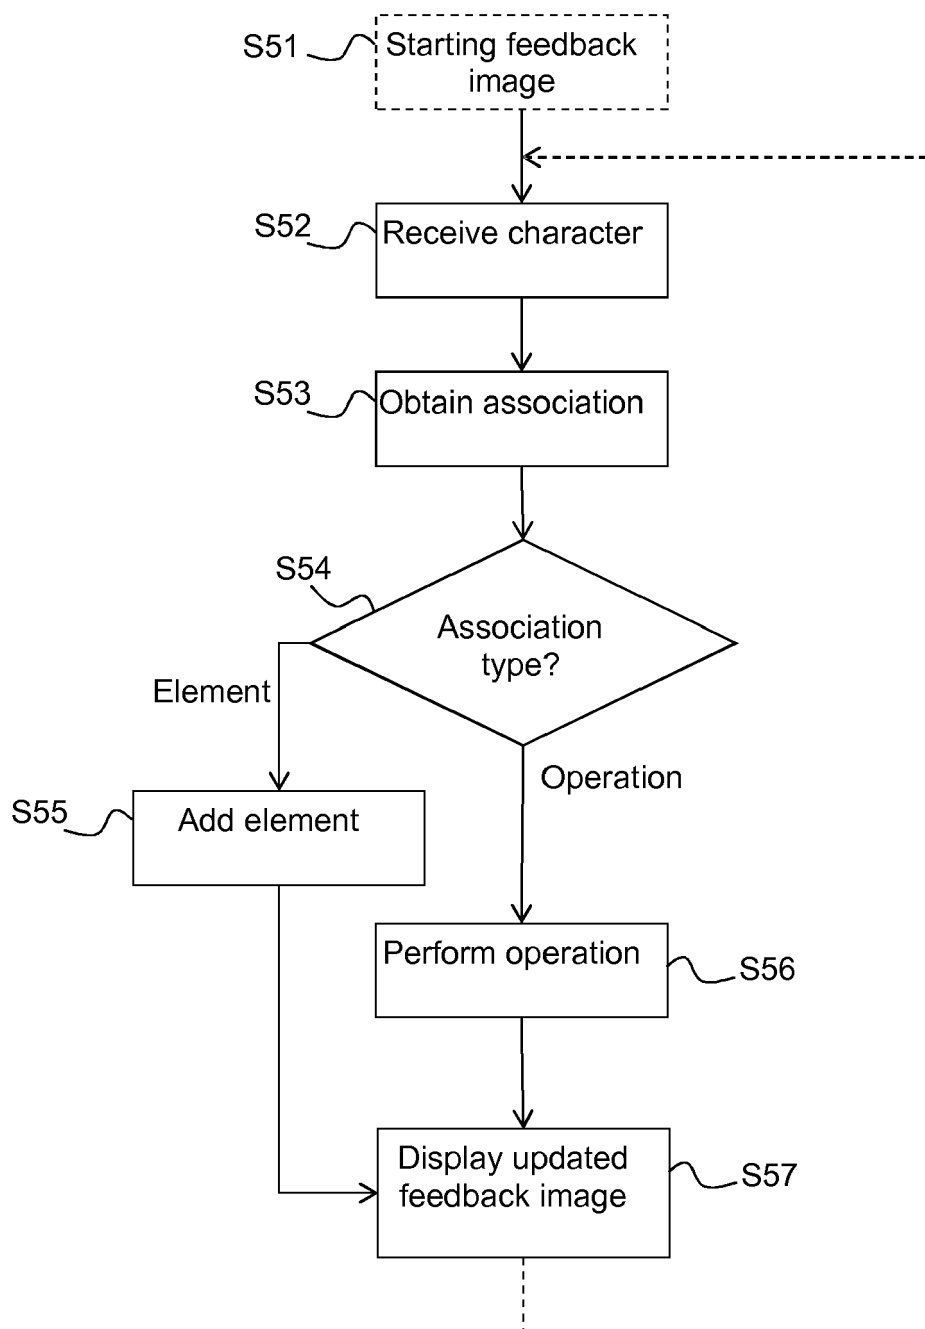 S51
Starting feedback
image
S52
Receive character
S53
Obtain association
S54
Association
type?
Element
Operation
S55
Add element
Perform operation
S56
Display updated
feedback image
S57